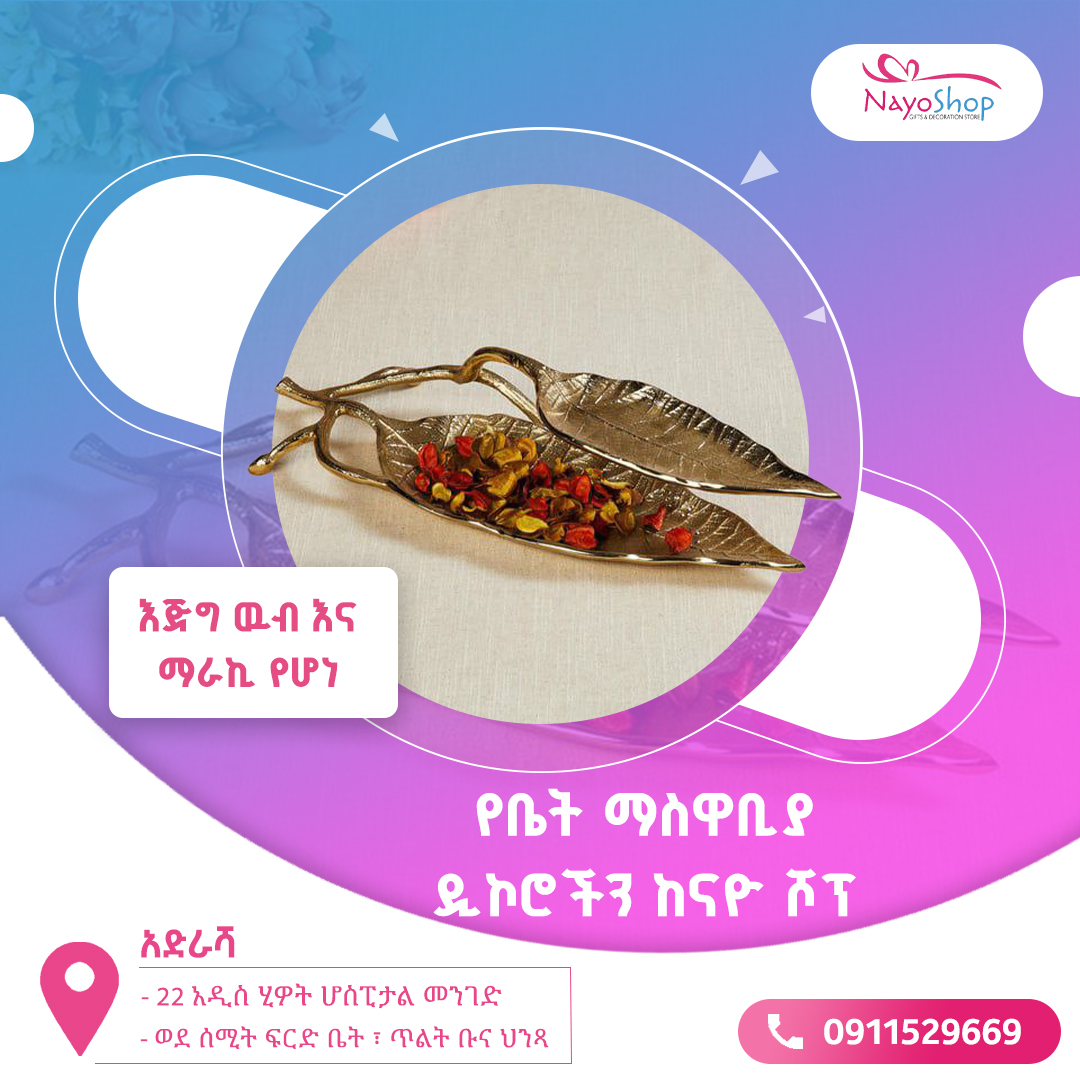 NayoShop
GIFTS & DECORATION STORE
እጅግ ዉብ እና
ማራኪ የሆነ
የቤት ማስዋቢያ
ዲኮሮችን ከናዮ ሾፕ
አድራሻ
- 22 አዲስ ሂዎት ሆስፒታል መንገድ
- ወደ ሰሚት ፍርድ ቤት ፣ ጥልት ቡና ህንጻ
0911529669